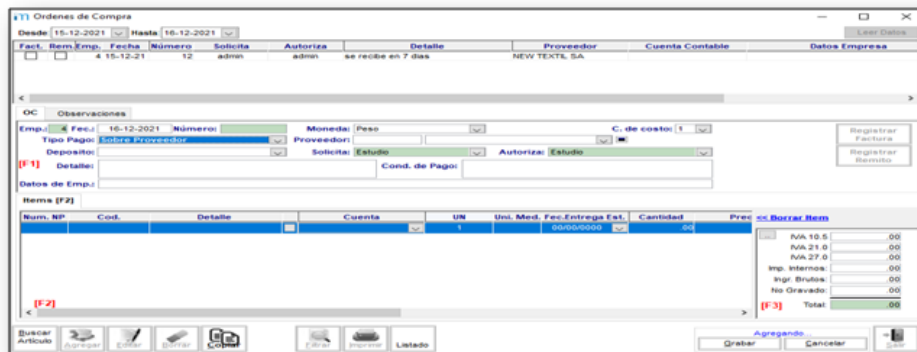 Ordenes de Compra
Desde 15-12-2021 Hasta 16-12-2021 Leer Datos
Fact. Rem. Emp. Fecha Número Solicita Autoriza Detalle Proveedor Cuenta Contable Datos Empresa
4 15-12-21 12 admin admin se recibe en 7 dias NEW TEXTIL SA
OC Observaciones
Emp.: 4 Fec.: 16-12-2021 Número: Moneda: Peso C. de costo: 1 Registrar Factura
Tipo Pago: Sobre Proveedor Proveedor:
Deposito: Solicita: Estudio Autoriza: Estudio Registrar Remito
[F1] Detalle: Cond. de Pago:
Datos de Emp.:
Items [F2]
Num. NP Cod. Detalle Cuenta UN Uni. Med. Fec.Entrega Est. Cantidad Prec << Borrar Item
1 00/00/0000 .00
IVA 10.5 .00
IVA 21.0 .00
IVA 27.0 .00
Imp. Internos: .00
Ingr. Brutos: .00
No Gravado: .00
[F2] [F3] Total: .00
Buscar Artículo Agregar Editar Borrar Copiar Filtrar Imprimir Listado Agregando... Grabar Cancelar Salir